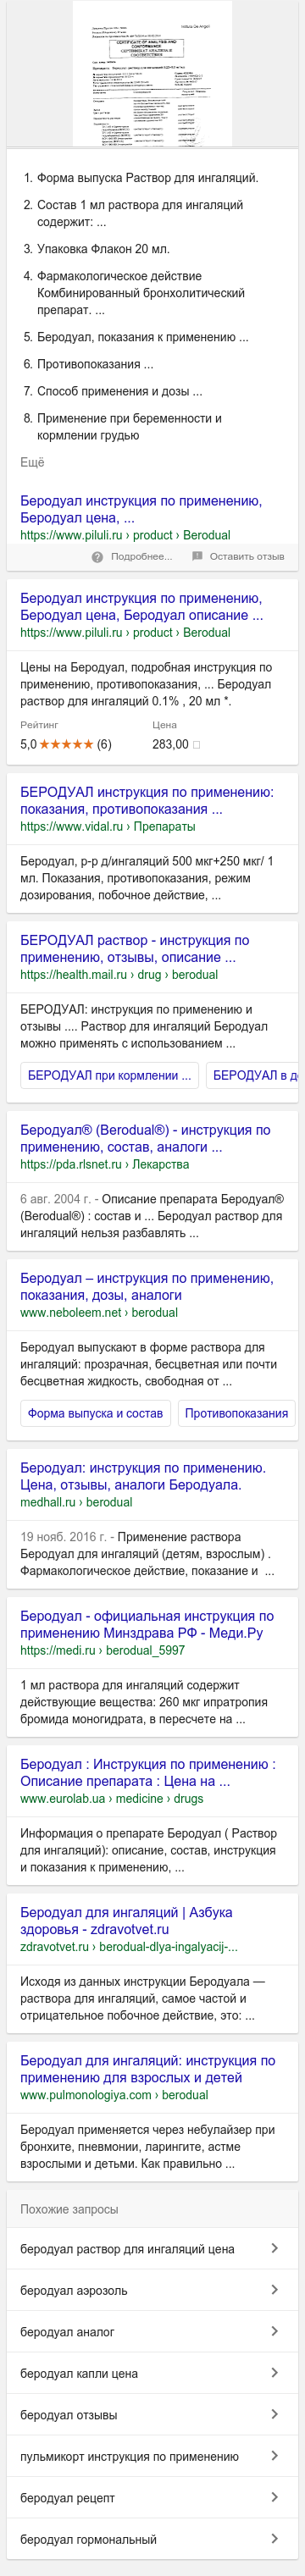 CERTIFICATE OF ANALYSIS AND
CONFORMANCE
1. Форма выпуска Раствор для ингаляций.
2. Состав 1 мл раствора для ингаляций
содержит: ...
3. Упаковка Флакон 20 мл.
4. Фармакологическое действие
Комбинированный бронхолитический
препарат. ...
5. Беродуал, показания к применению ...
6. Противопоказания ...
7. Способ применения и дозы ...
8. Применение при беременности и
кормлении грудью
Ещё
Беродуал инструкция по применению,
Беродуал цена, ...
https://www.piluli.ru › product › Berodual
Подробнее... Оставить отзыв
Беродуал инструкция по применению,
Беродуал цена, Беродуал описание ...
https://www.piluli.ru › product › Berodual
Цены на Беродуал, подробная инструкция по
применению, противопоказания, ... Беродуал
раствор для ингаляций 0.1% , 20 мл *.
Рейтинг Цена
5,0 ★★★★★ (6) 283,00 □
БЕРОДУАЛ инструкция по применению:
показания, противопоказания ...
https://www.vidal.ru › Препараты
Беродуал, р-р д/ингаляций 500 мкг+250 мкг/ 1
мл. Показания, противопоказания, режим
дозирования, побочное действие, ...
БЕРОДУАЛ раствор - инструкция по
применению, отзывы, описание ...
https://health.mail.ru › drug › berodual
БЕРОДУАЛ: инструкция по применению и
отзывы .... Раствор для ингаляций Беродуал
можно применять с использованием ...
БЕРОДУАЛ при кормлении ... БЕРОДУАЛ в д
Беродуал® (Berodual®) - инструкция по
применению, состав, аналоги ...
https://pda.rlsnet.ru › Лекарства
6 авг. 2004 г. - Описание препарата Беродуал®
(Berodual®) : состав и ... Беродуал раствор для
ингаляций нельзя разбавлять ...
Беродуал – инструкция по применению,
показания, дозы, аналоги
www.neboleem.net › berodual
Беродуал выпускают в форме раствора для
ингаляций: прозрачная, бесцветная или почти
бесцветная жидкость, свободная от ...
Форма выпуска и состав Противопоказания
Беродуал: инструкция по применению.
Цена, отзывы, аналоги Беродуала.
medhall.ru › berodual
19 нояб. 2016 г. - Применение раствора
Беродуал для ингаляций (детям, взрослым) .
Фармакологическое действие, показание и ...
Беродуал - официальная инструкция по
применению Минздрава РФ - Меди.Ру
https://medi.ru › berodual_5997
1 мл раствора для ингаляций содержит
действующие вещества: 260 мкг ипратропия
бромида моногидрата, в пересчете на ...
Беродуал : Инструкция по применению :
Описание препарата : Цена на ...
www.eurolab.ua › medicine › drugs
Информация о препарате Беродуал ( Раствор
для ингаляций): описание, состав, инструкция
и показания к применению, ...
Беродуал для ингаляций | Азбука
здоровья - zdravotvet.ru
zdravotvet.ru › berodual-dlya-ingalyacij-...
Исходя из данных инструкции Беродуала —
раствора для ингаляций, самое частой и
отрицательное побочное действие, это: ...
Беродуал для ингаляций: инструкция по
применению для взрослых и детей
www.pulmonologiya.com › berodual
Беродуал применяется через небулайзер при
бронхите, пневмонии, ларингите, астме
взрослыми и детьми. Как правильно ...
Похожие запросы
беродуал раствор для ингаляций цена
беродуал аэрозоль
беродуал аналог
беродуал капли цена
беродуал отзывы
пульмикорт инструкция по применению
беродуал рецепт
беродуал гормональный